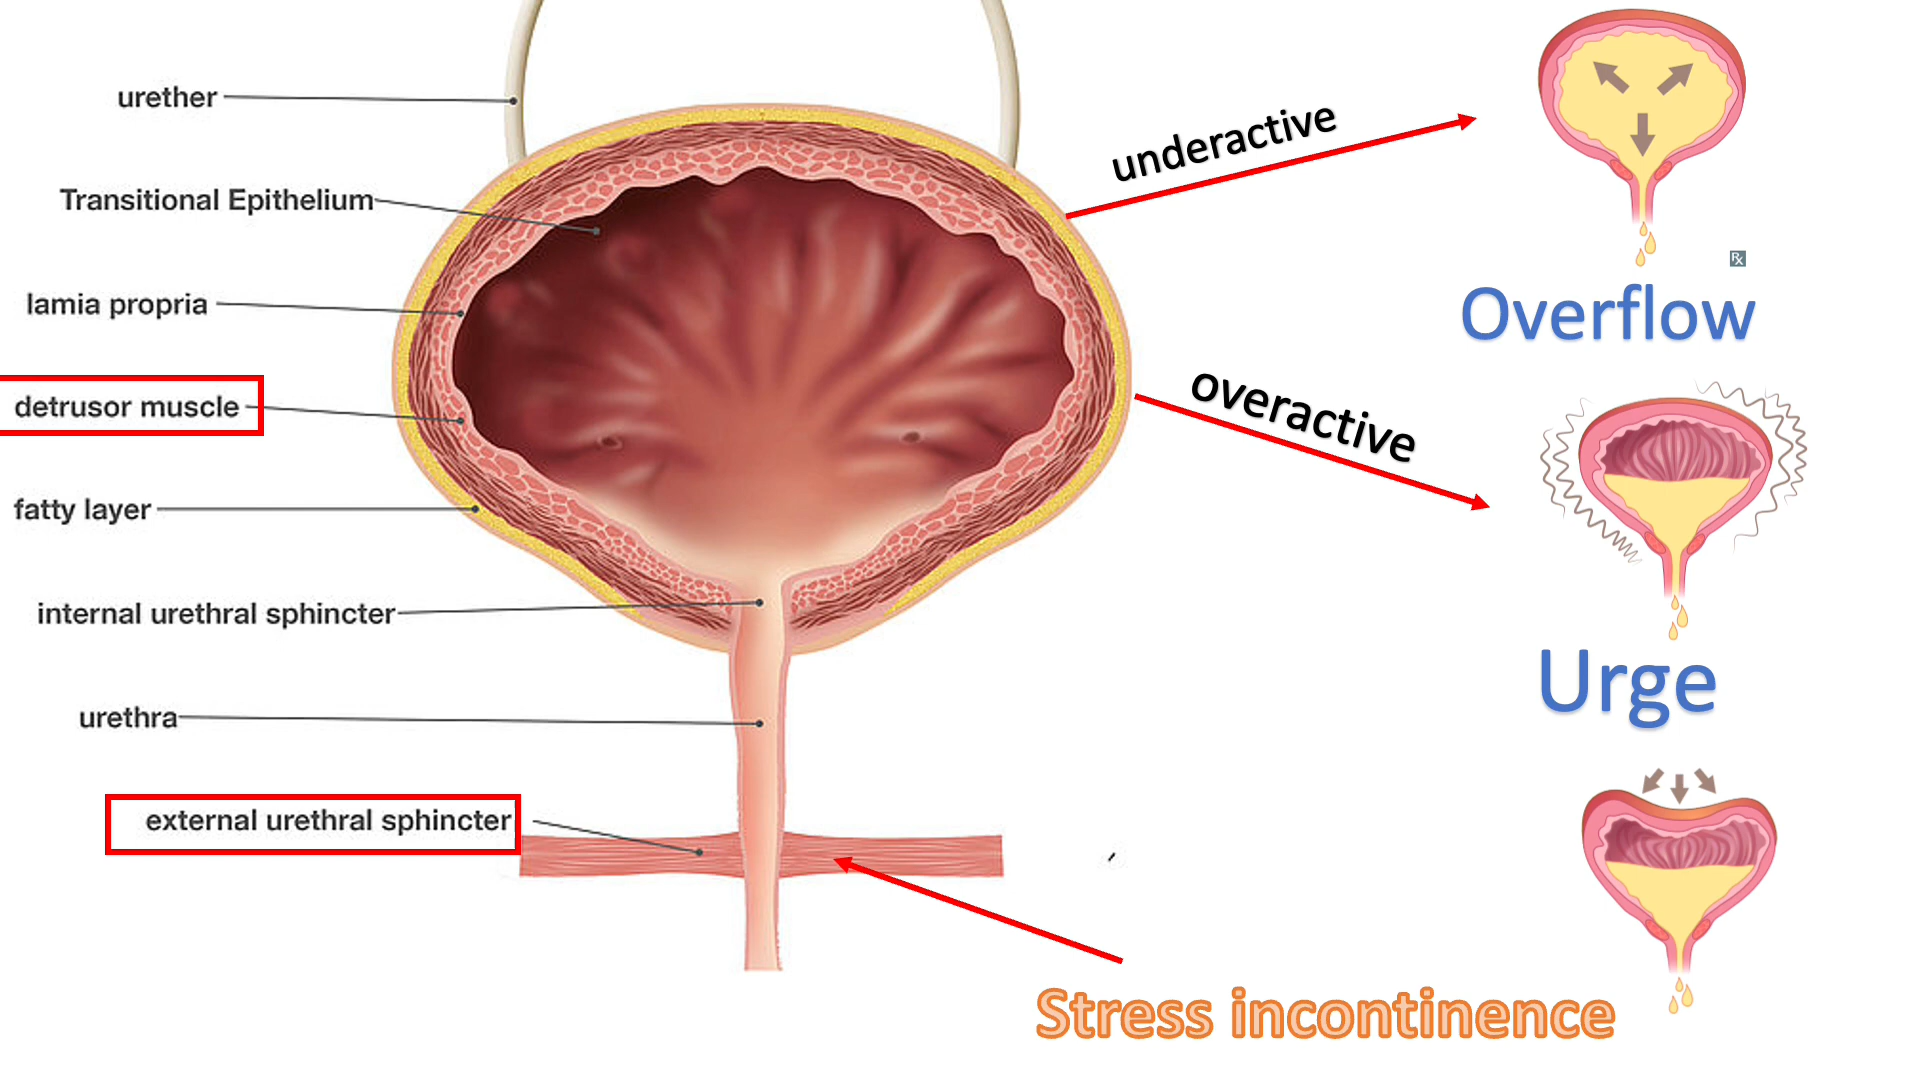 urether
Transitional Epithelium
lamia propria
detrusor muscle
fatty layer
internal urethral sphincter
urethra
external urethral sphincter
underactive
Rx
Overflow
overactive
Urge
Stress incontinence